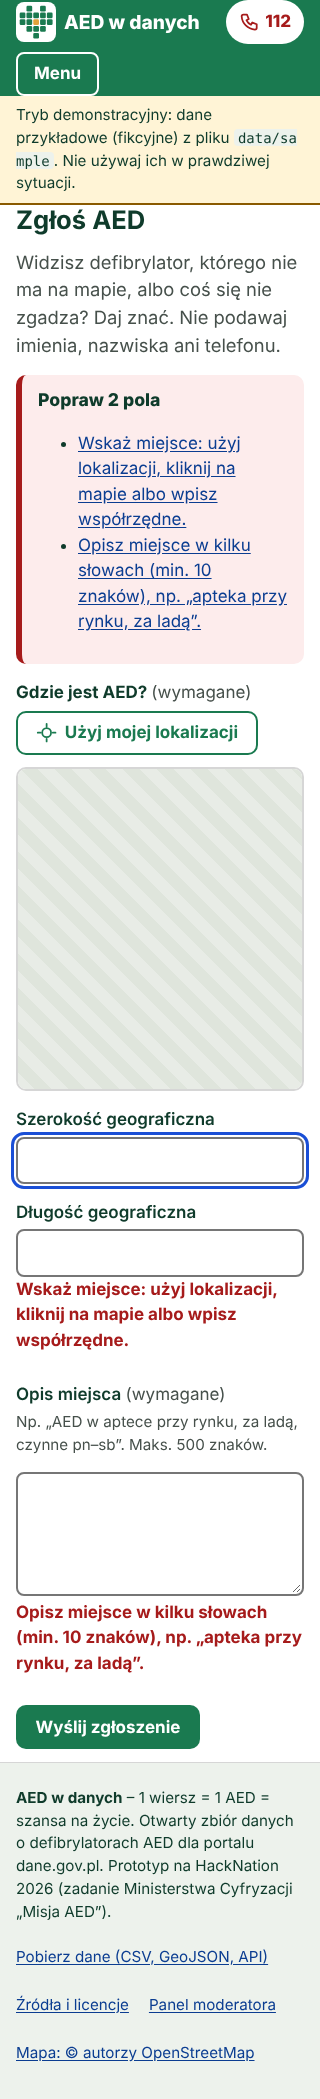 AED w danych
112
Menu
Tryb demonstracyjny: dane
przykładowe (fikcyjne) z pliku data/sa
mple. Nie używaj ich w prawdziwej
sytuacji.
Zgłoś AED
Widzisz defibrylator, którego nie
ma na mapie, albo coś się nie
zgadza? Daj znać. Nie podawaj
imienia, nazwiska ani telefonu.
Popraw 2 pola
• Wskaż miejsce: użyj
lokalizacji, kliknij na
mapie albo wpisz
współrzędne.
• Opisz miejsce w kilku
słowach (min. 10
znaków), np. „apteka przy
rynku, za ladą”.
Gdzie jest AED? (wymagane)
Użyj mojej lokalizacji
Szerokość geograficzna
Długość geograficzna
Wskaż miejsce: użyj lokalizacji,
kliknij na mapie albo wpisz
współrzędne.
Opis miejsca (wymagane)
Np. „AED w aptece przy rynku, za ladą,
czynne pn–sb”. Maks. 500 znaków.
Opisz miejsce w kilku słowach
(min. 10 znaków), np. „apteka przy
rynku, za ladą”.
Wyślij zgłoszenie
AED w danych – 1 wiersz = 1 AED =
szansa na życie. Otwarty zbiór danych
o defibrylatorach AED dla portalu
dane.gov.pl. Prototyp na HackNation
2026 (zadanie Ministerstwa Cyfryzacji
„Misja AED”).
Pobierz dane (CSV, GeoJSON, API)
Źródła i licencje Panel moderatora
Mapa: © autorzy OpenStreetMap